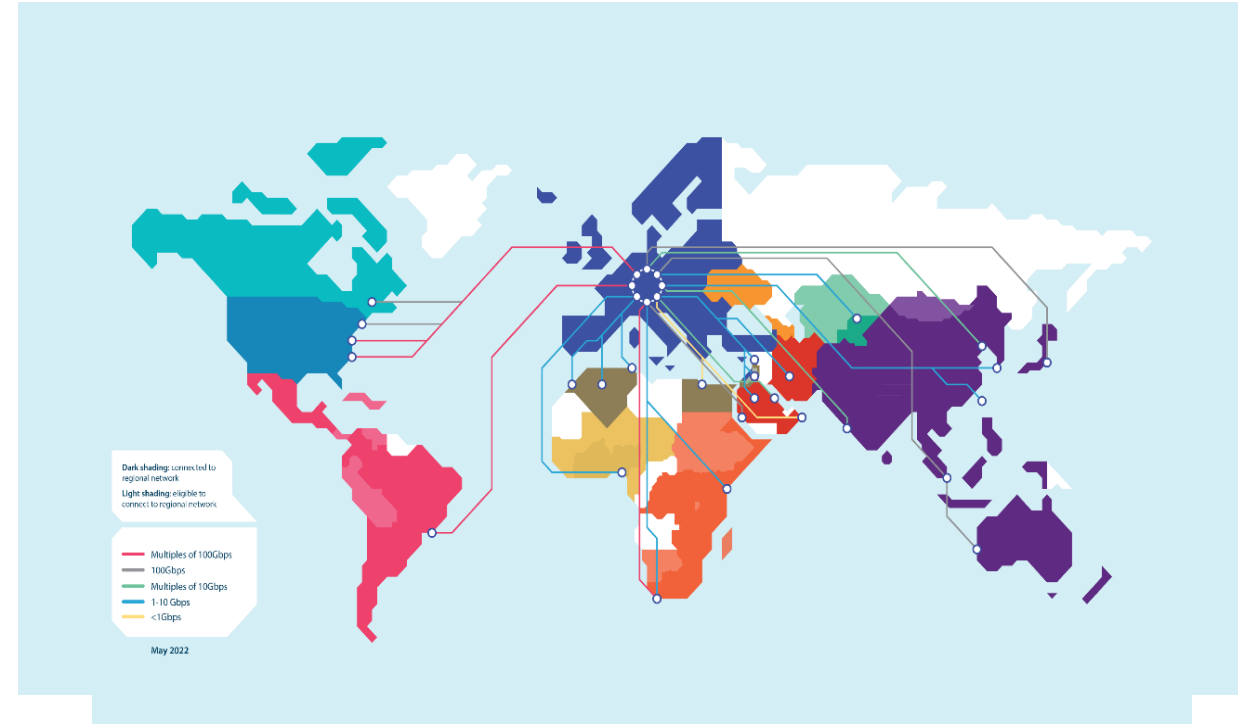 Dark shading: connected to
regional network
Light shading: eligible to
connect to regional network
Multiples of 100Gbps
100Gbps
Multiples of 10Gbps
1-10 Gbps
<1Gbps
May 2022